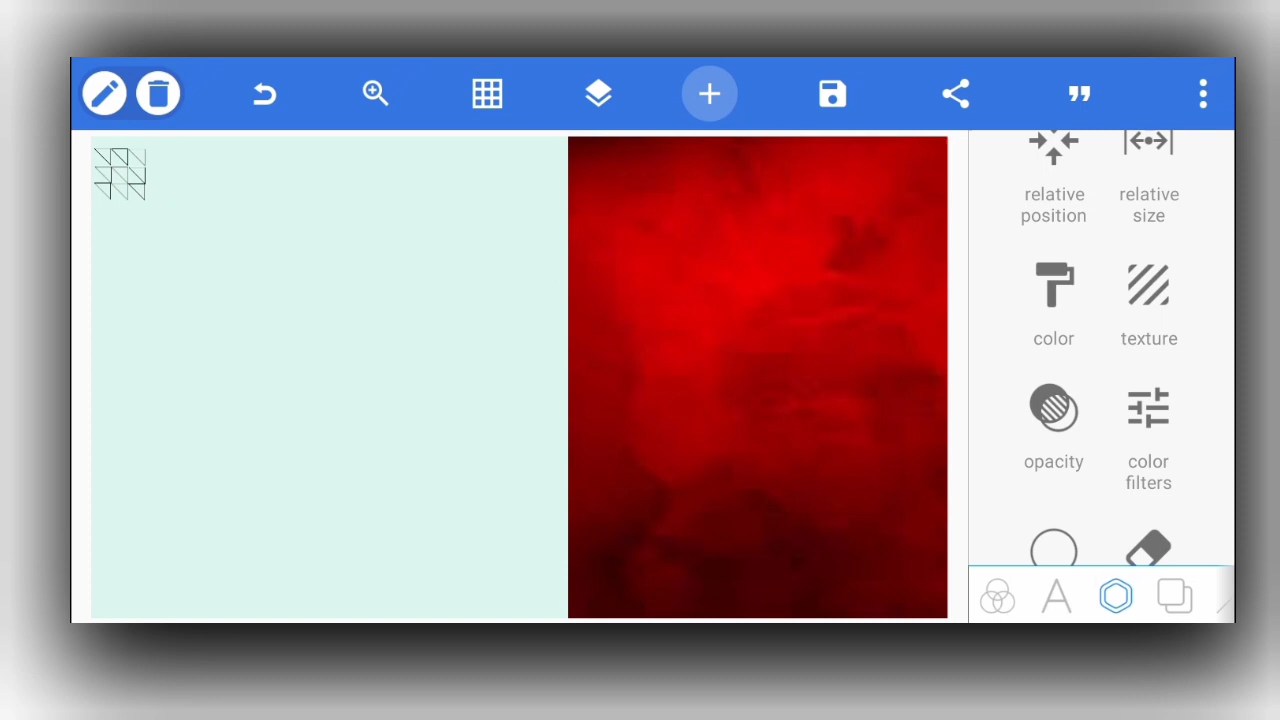 relative
position
relative
size
color
texture
opacity
color
filters